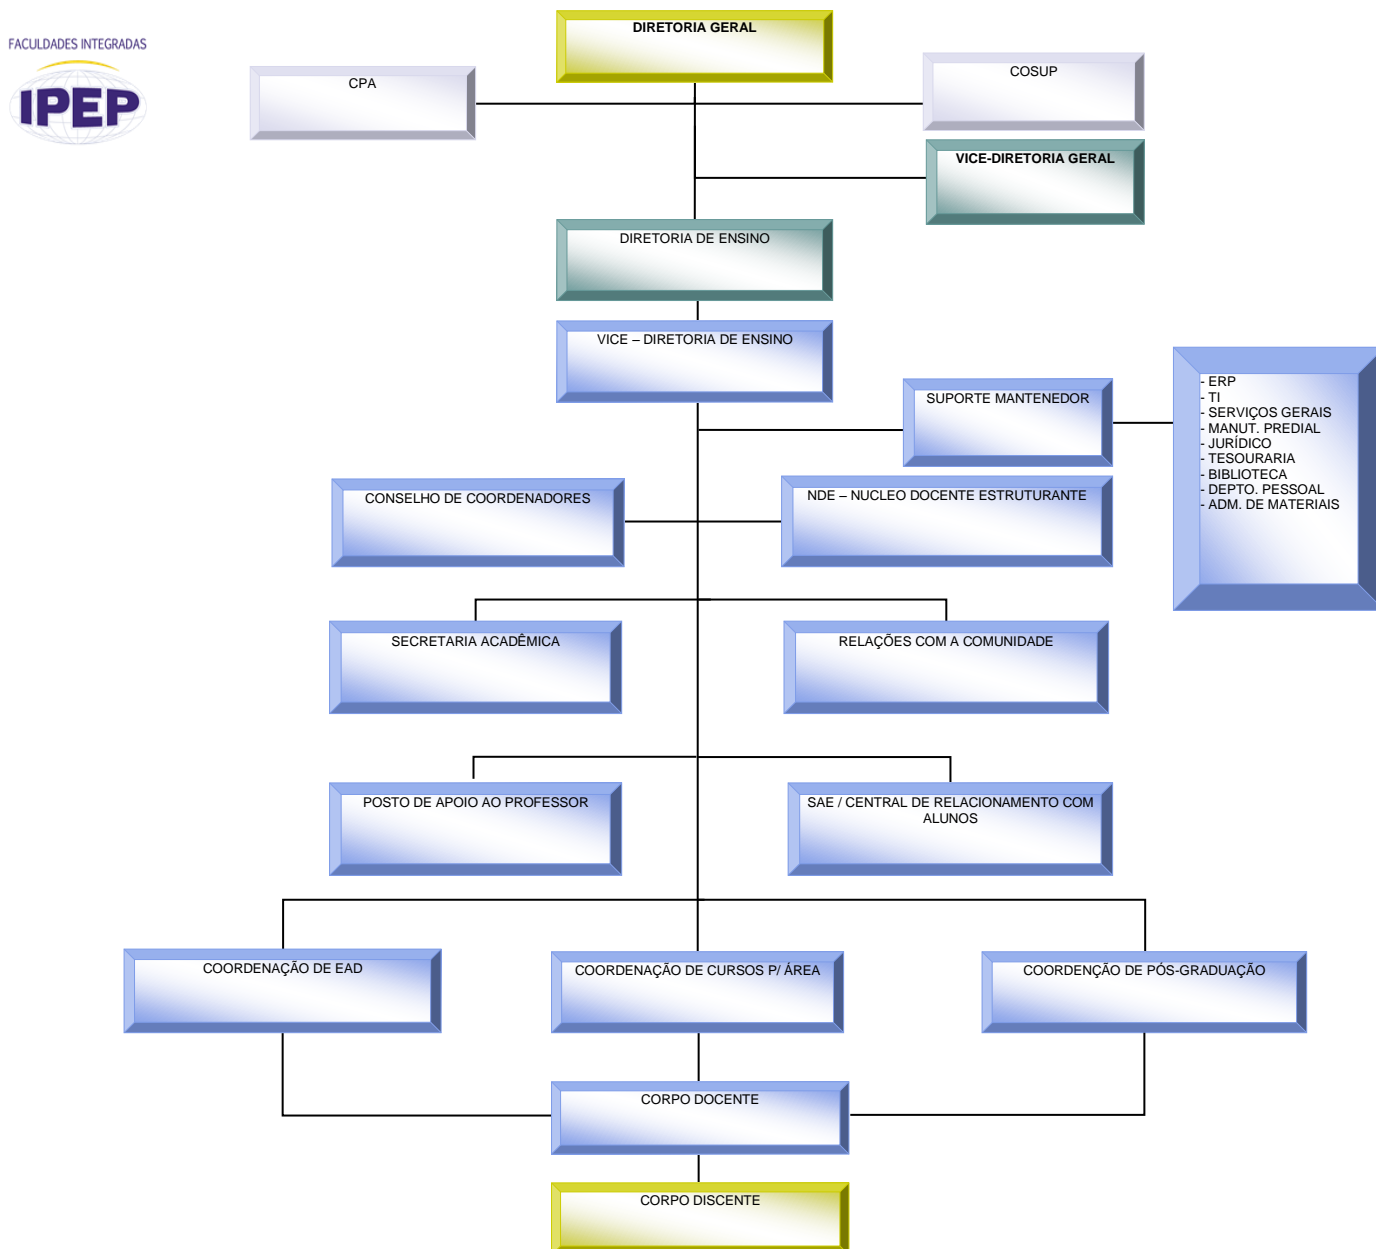 DIRETORIA GERAL
FACULDADES INTEGRADAS
IPEP
CPA
COSUP
VICE-DIRETORIA GERAL
DIRETORIA DE ENSINO
VICE – DIRETORIA DE ENSINO
SUPORTE MANTENEDOR
- ERP
- TI
- SERVIÇOS GERAIS
- MANUT. PREDIAL
- JURÍDICO
- TESOURARIA
- BIBLIOTECA
- DEPTO. PESSOAL
- ADM. DE MATERIAIS
CONSELHO DE COORDENADORES
NDE – NUCLEO DOCENTE ESTRUTURANTE
SECRETARIA ACADÊMICA
RELAÇÕES COM A COMUNIDADE
POSTO DE APOIO AO PROFESSOR
SAE / CENTRAL DE RELACIONAMENTO COM
ALUNOS
COORDENAÇÃO DE EAD
COORDENAÇÃO DE CURSOS P/ ÁREA
COORDENÇÃO DE PÓS-GRADUAÇÃO
CORPO DOCENTE
CORPO DISCENTE